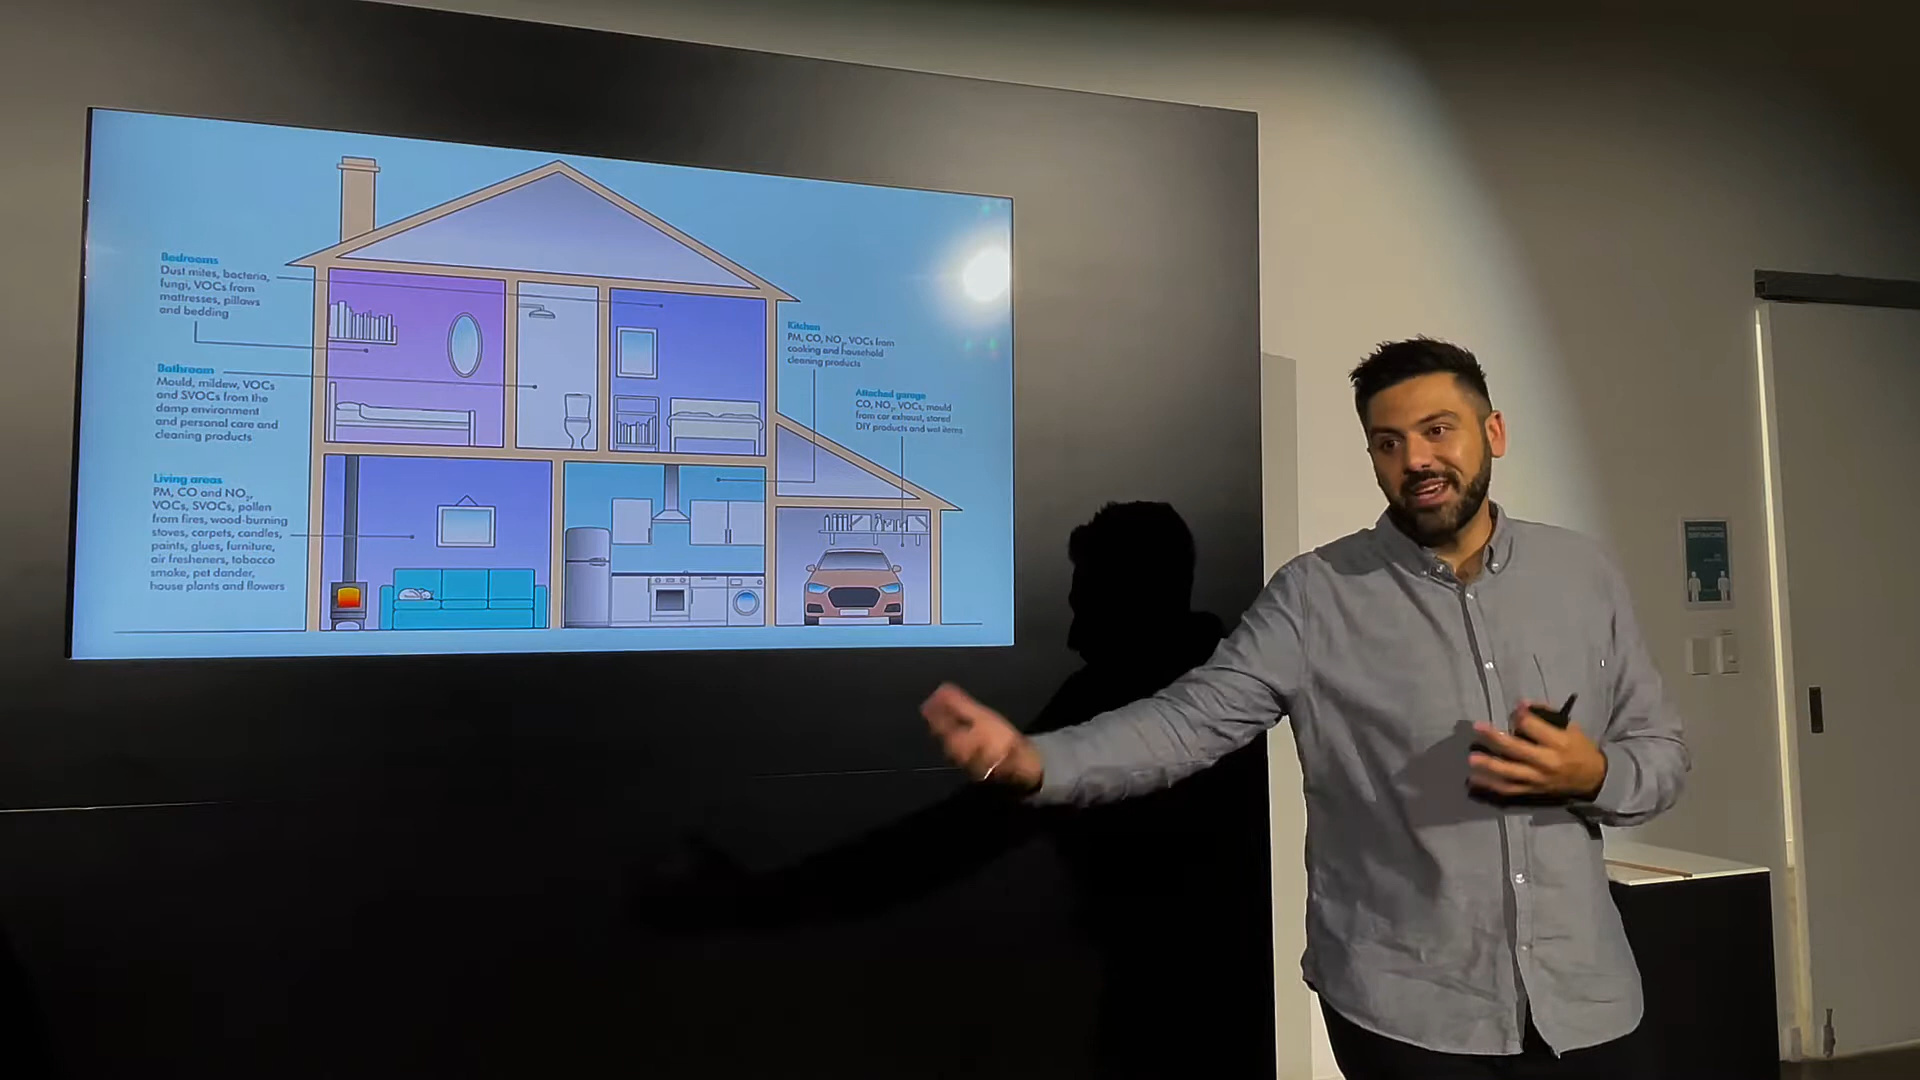 Bedrooms
Dust mites, bacteria,
fungi, VOCs from
mattresses, pillows
and bedding
Bathroom
Mould, mildew, VOCs
and SVOCs from the
damp environment
and personal care and
cleaning products
Living areas
PM, CO and NO₂,
VOCs, SVOCs, pollen
from fires, wood-burning
stoves, carpets, candles,
paints, glues, furniture,
air fresheners, tobacco
smoke, pet dander,
house plants and flowers
Kitchen
PM, CO, NO₂, VOCs from
cooking and household
cleaning products
Attached garage
CO, NO₂, VOCs, mould
from car exhaust, stored
DIY products and wet items